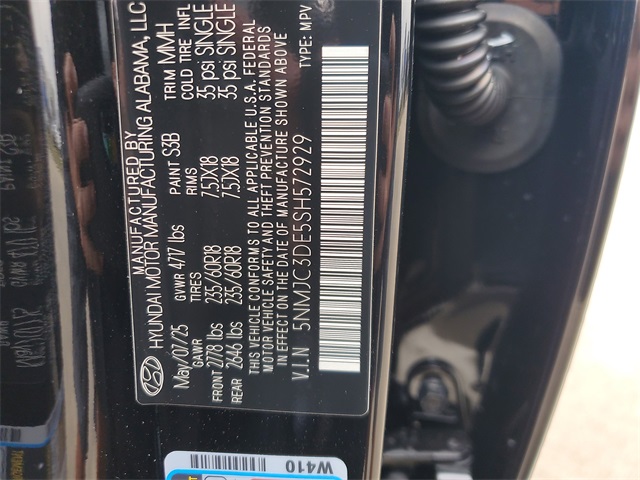 MANUFACTURED BY
HYUNDAI MOTOR MANUFACTURING ALABAMA, LLC
May/07/25 GVWR 4717 lbs PAINT S3B TRIM MMH
GAWR TIRES RIMS COLD TIRE INFL
FRONT 2778 lbs 235/60R18 7.5JX18 35 psi SINGLE
REAR 2646 lbs 235/60R18 7.5JX18 35 psi SINGLE
THIS VEHICLE CONFORMS TO ALL APPLICABLE U.S.A. FEDERAL
MOTOR VEHICLE SAFETY AND THEFT PREVENTION STANDARDS
IN EFFECT ON THE DATE OF MANUFACTURE SHOWN ABOVE
V.I.N 5NMJC3DE5SH572929 TYPE: MPV
W410